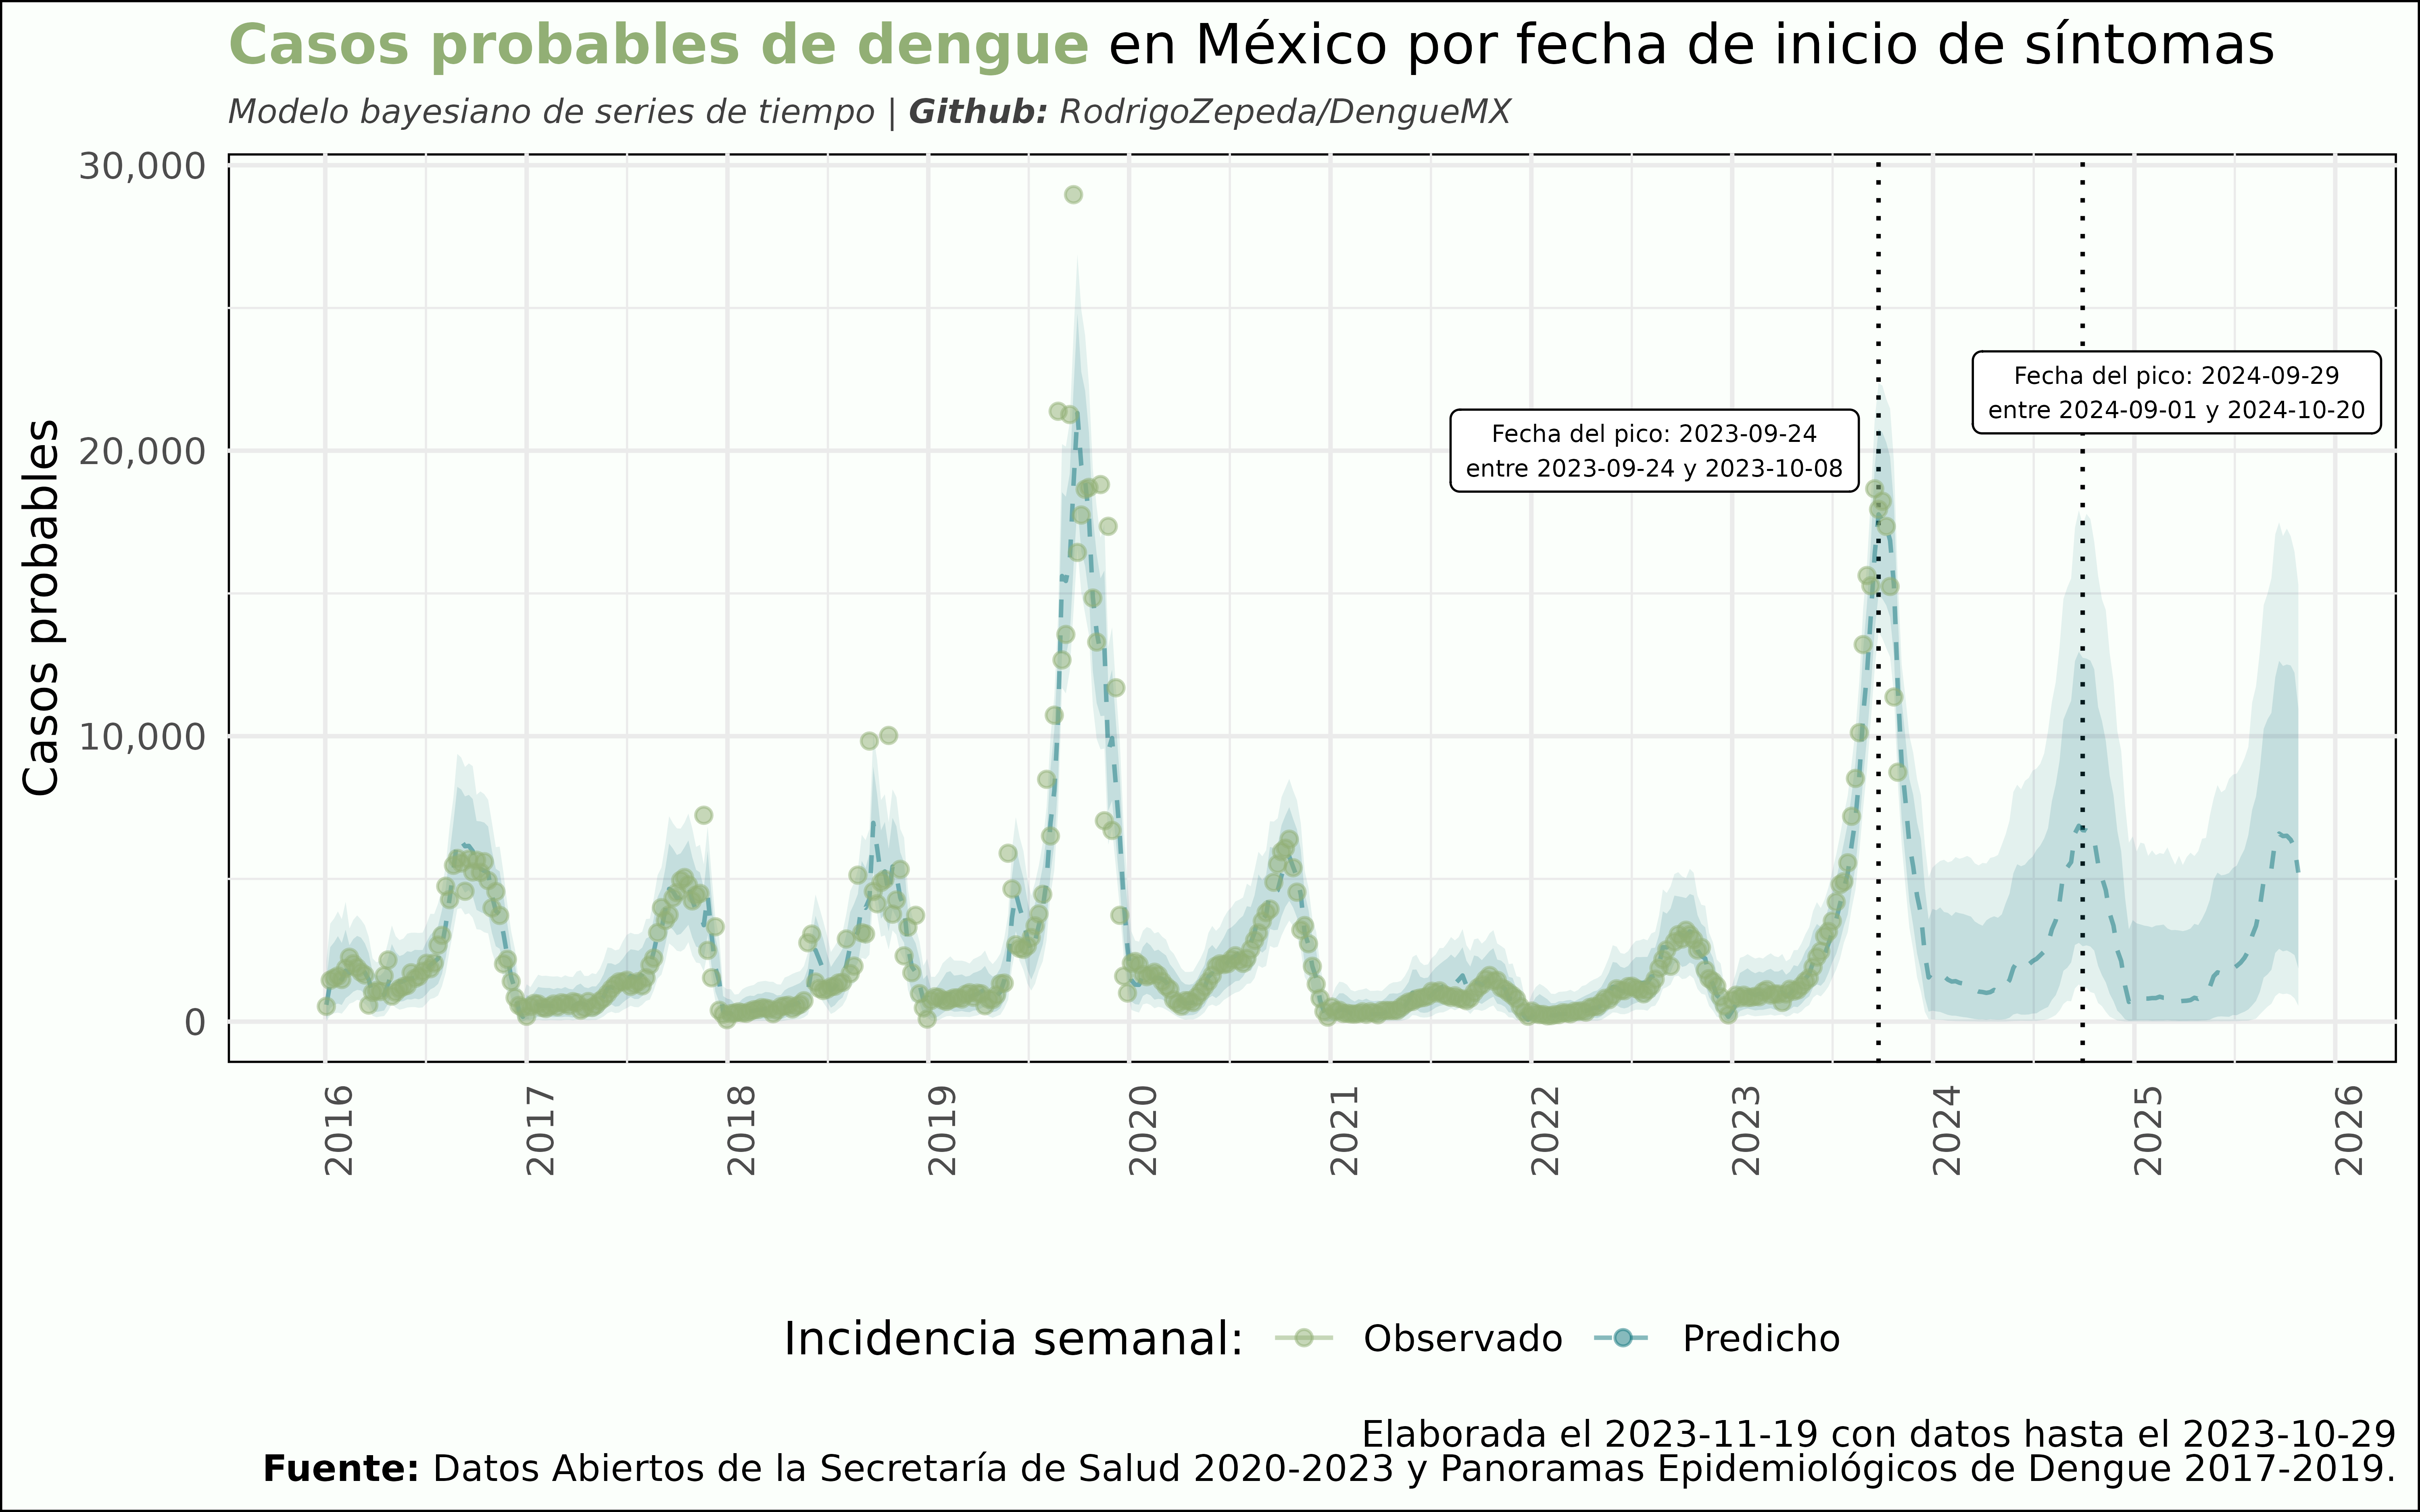 Casos probables de dengue en México por fecha de inicio de síntomas
Modelo bayesiano de series de tiempo | Github: RodrigoZepeda/DengueMX
Casos probables
30,000
20,000
10,000
0
Fecha del pico: 2023-09-24
entre 2023-09-24 y 2023-10-08
Fecha del pico: 2024-09-29
entre 2024-09-01 y 2024-10-20
2016
2017
2018
2019
2020
2021
2022
2023
2024
2025
2026
Incidencia semanal: Observado Predicho
Elaborada el 2023-11-19 con datos hasta el 2023-10-29
Fuente: Datos Abiertos de la Secretaría de Salud 2020-2023 y Panoramas Epidemiológicos de Dengue 2017-2019.